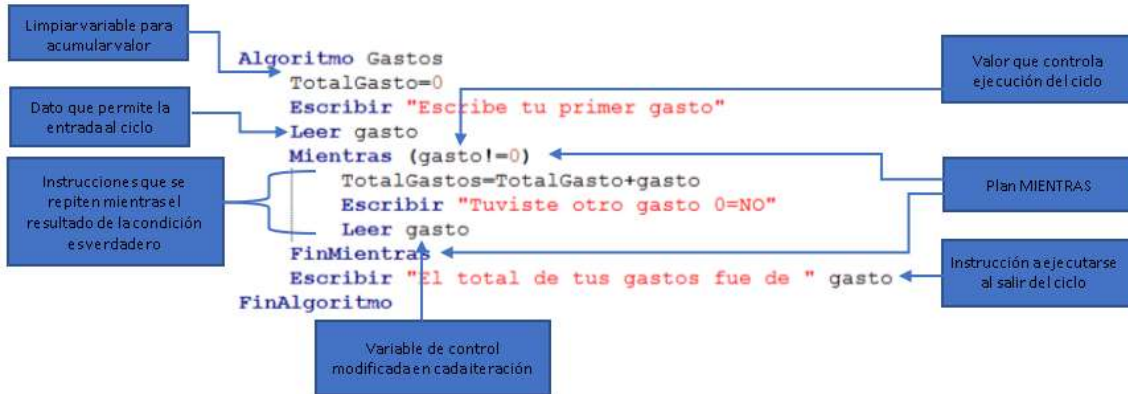 Limpiar variable para
acumular valor
Algoritmo Gastos
TotalGasto=0
Escribir "Escribe tu primer gasto"
Leer gasto
Mientras (gasto!=0)
TotalGastos=TotalGasto+gasto
Escribir "Tuviste otro gasto 0=NO"
Leer gasto
FinMientras
Escribir "El total de tus gastos fue de " gasto
FinAlgoritmo
Dato que permite la
entrada al ciclo
Instrucciones que se
repiten mientras el
resultado de la condición
es verdadero
Valor que controla
ejecución del ciclo
Plan MIENTRAS
Instrucción a ejecutarse
al salir del ciclo
Variable de control
modificada en cada iteración